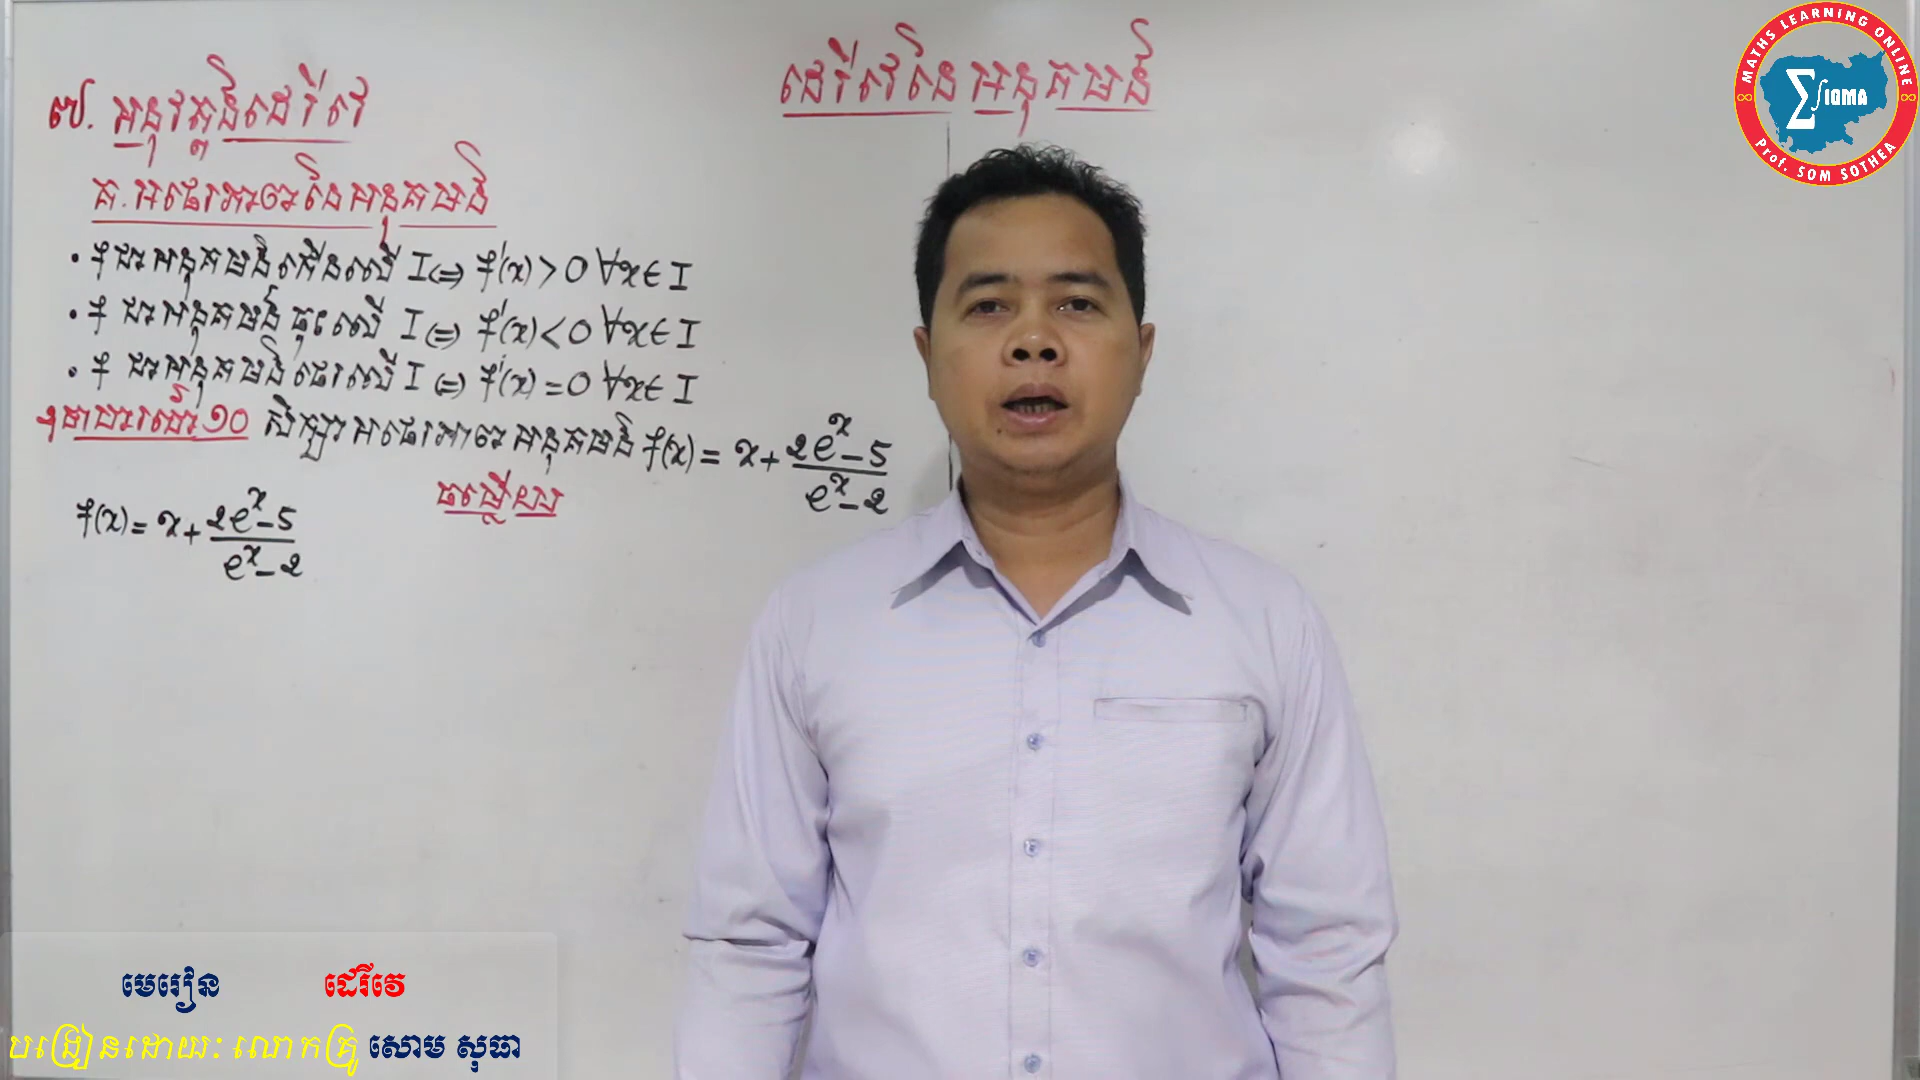 ដេរីវេនៃអនុគមន៍
៧. អនុវត្តន៍ដេរីវេ
គ. អថេរភាពនៃអនុគមន៍
• f ជាអនុគមន៍កើនលើ I ⇔ f'(x) > 0 ∀x ∈ I
• f ជាអនុគមន៍ចុះលើ I ⇔ f'(x) < 0 ∀x ∈ I
• f ជាអនុគមន៍ថេរលើ I ⇔ f'(x) = 0 ∀x ∈ I
ឧទាហរណ៍១០ សិក្សាអថេរភាពអនុគមន៍ f(x) = x + (2e^x - 5)/(e^x - 2)
ចម្លើយ
f(x) = x + (2e^x - 5)/(e^x - 2)
MATHS LEARNING ONLINE
∑∫IGMA
Prof. SOM SOTHEA
មេរៀន ដេរីវេ
បង្រៀនដោយ: លោកគ្រូ សោម សុធា